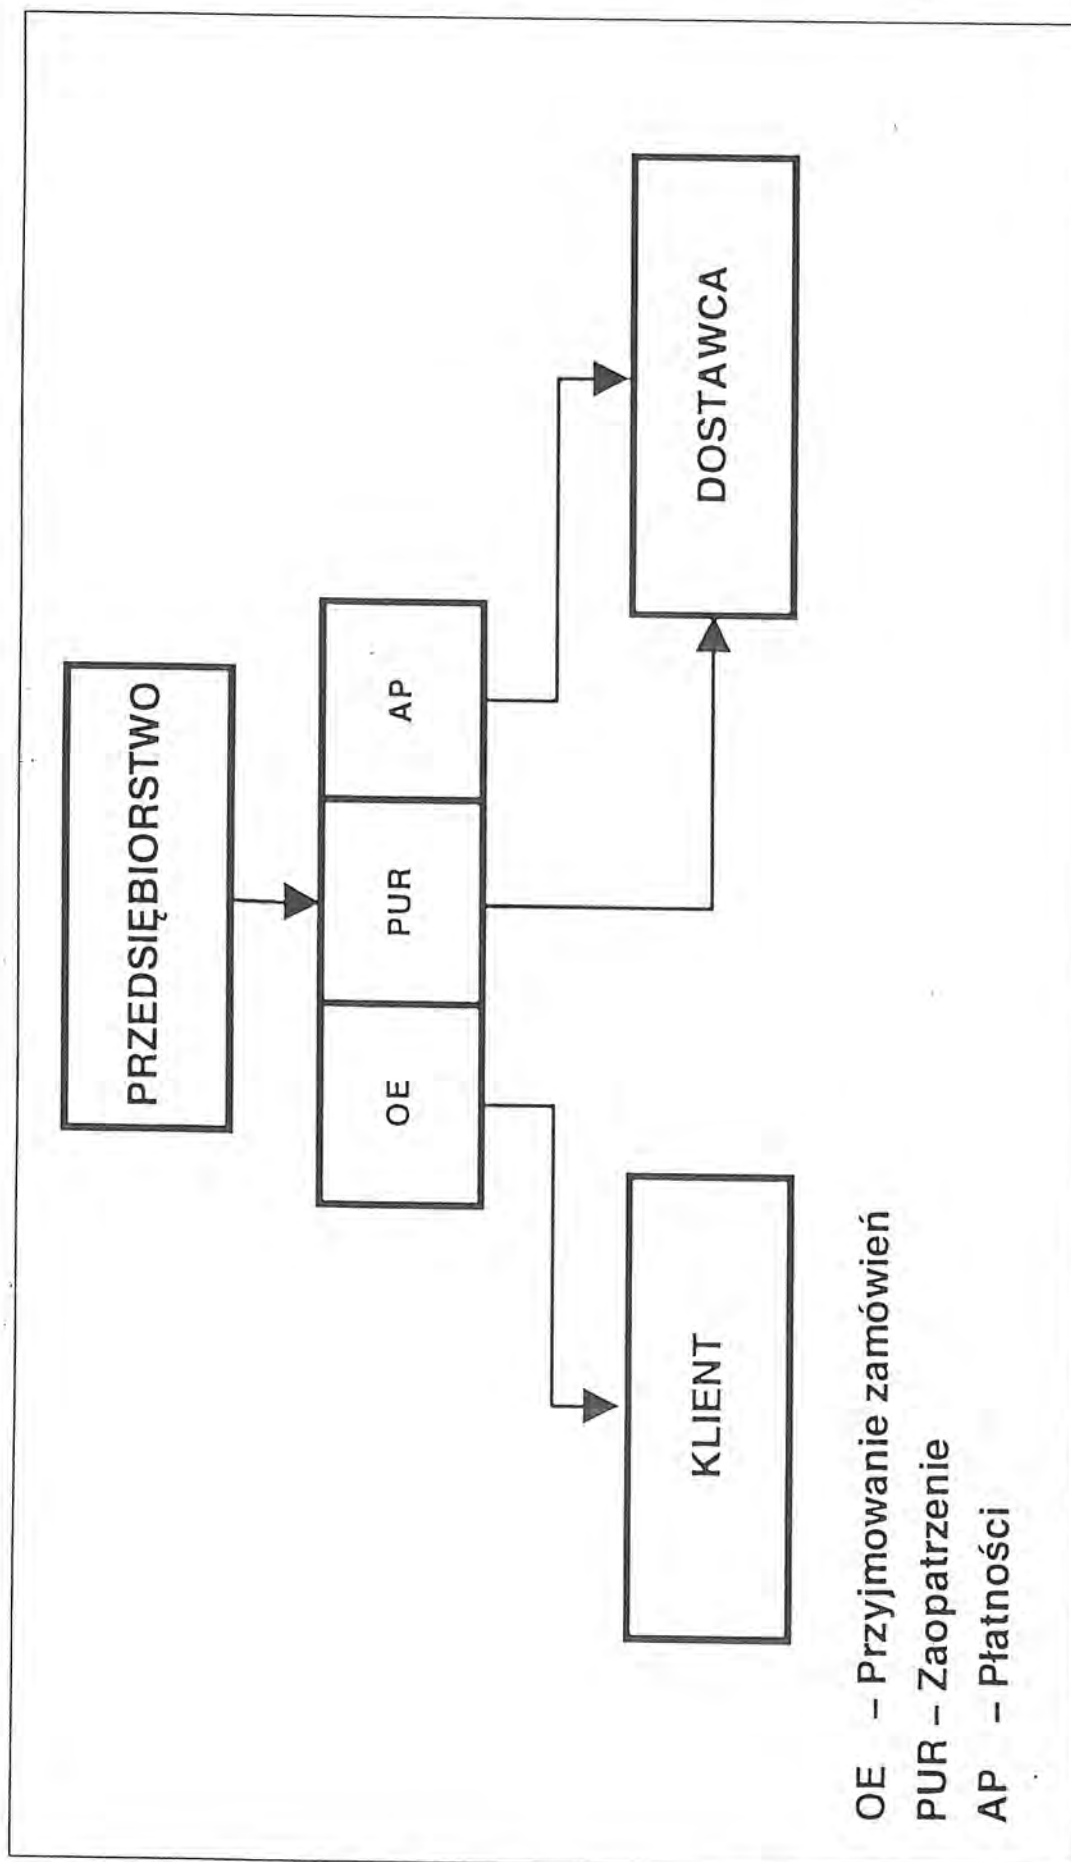 PRZEDSIĘBIORSTWO
OE PUR AP
KLIENT
DOSTAWCA
OE – Przyjmowanie zamówień
PUR – Zaopatrzenie
AP – Płatności